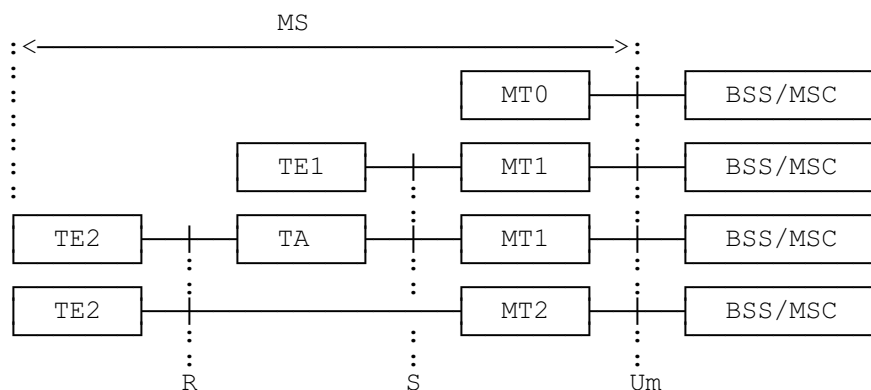 MS
MT0 BSS/MSC
TE1 MT1 BSS/MSC
TE2 TA MT1 BSS/MSC
TE2 MT2 BSS/MSC
R S Um